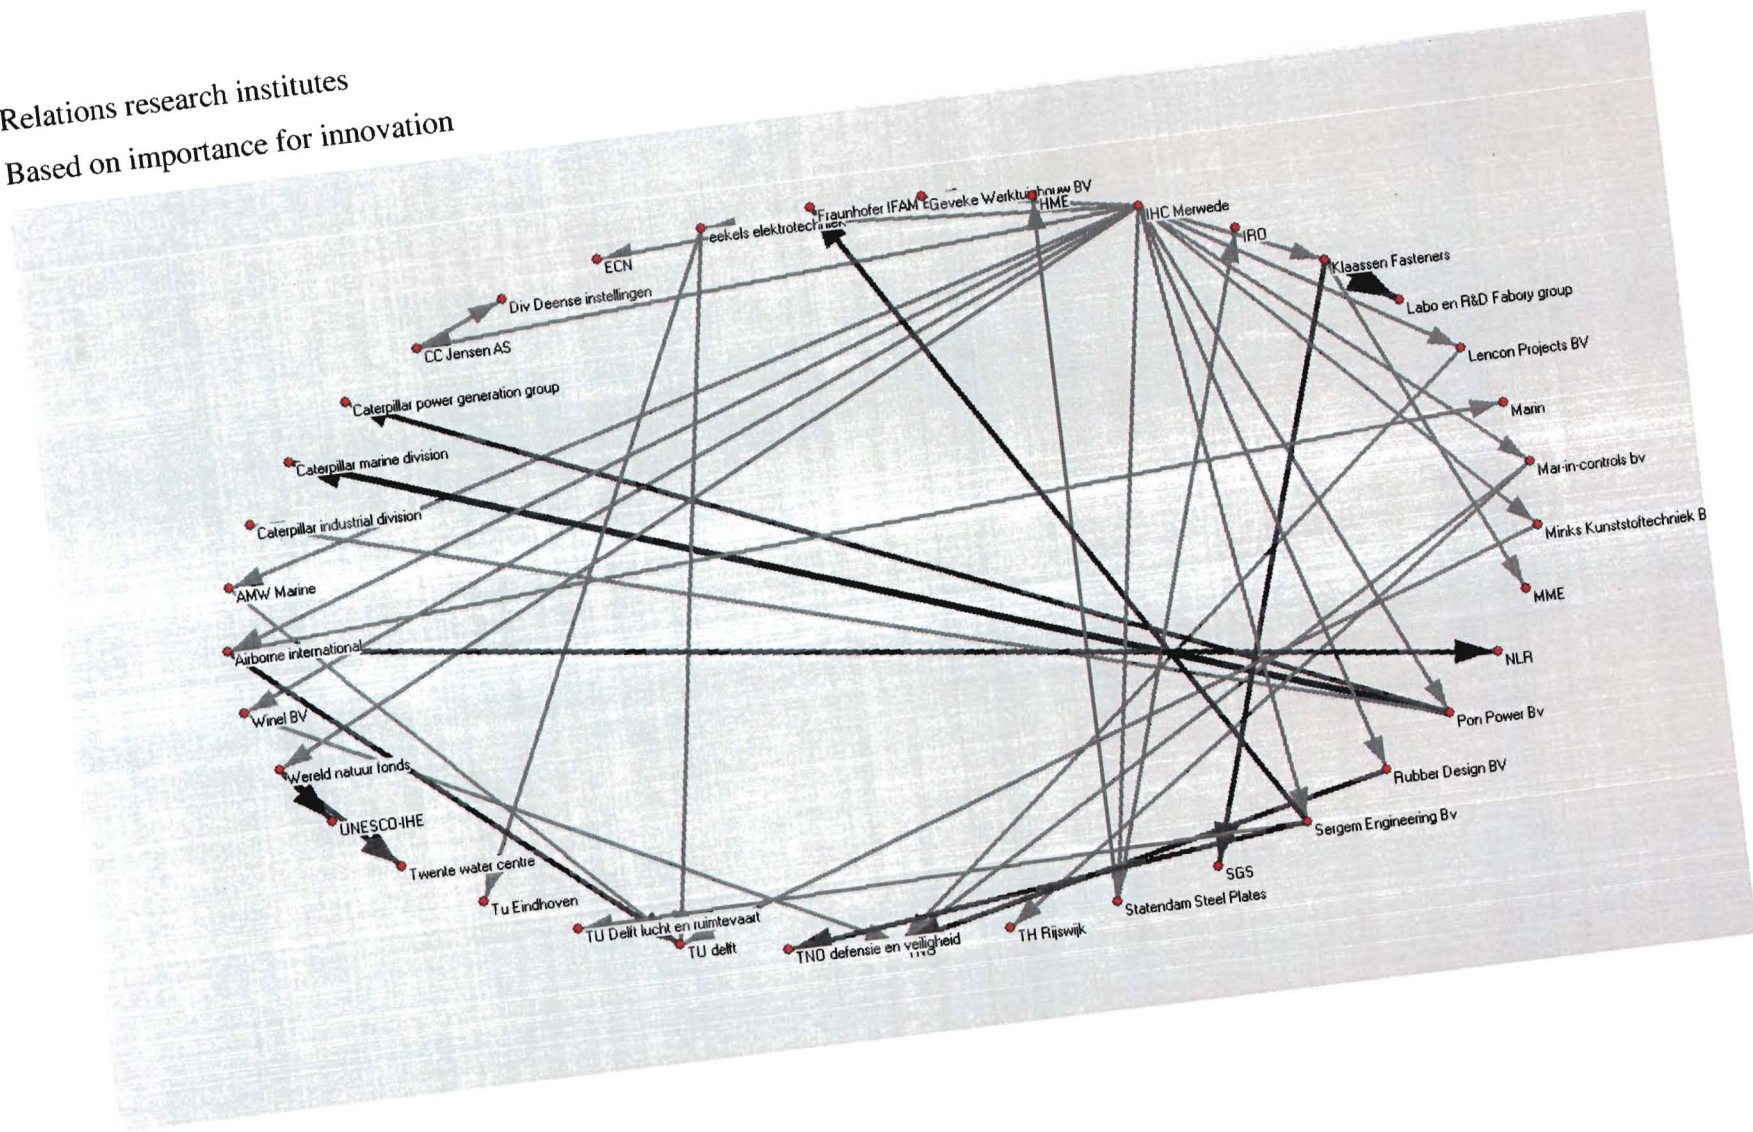 Relations research institutes
Based on importance for innovation
Fraunhofer IFAM
Geveke Werktuigbouw BV
HME
IHC Merwede
eekels elektrotechniek
IRO
ECN
Klaassen Fasteners
Div Deense instellingen
Labo en R&D Fabory group
CC Jensen AS
Lencon Projects BV
Caterpillar power generation group
Marin
Caterpillar marine division
Mar-in-controls bv
Caterpillar industrial division
Minks Kunststoftechniek B
AMW Marine
MME
Airborne international
NLR
Winel BV
Pon Power Bv
Wereld natuur fonds
Rubber Design BV
UNESCO-IHE
Sergem Engineering Bv
Twente water centre
SGS
Tu Eindhoven
Statendam Steel Plates
TU Delft lucht en ruimtevaart
TH Rijswijk
TU delft
TNO defensie en veiligheid
TNO